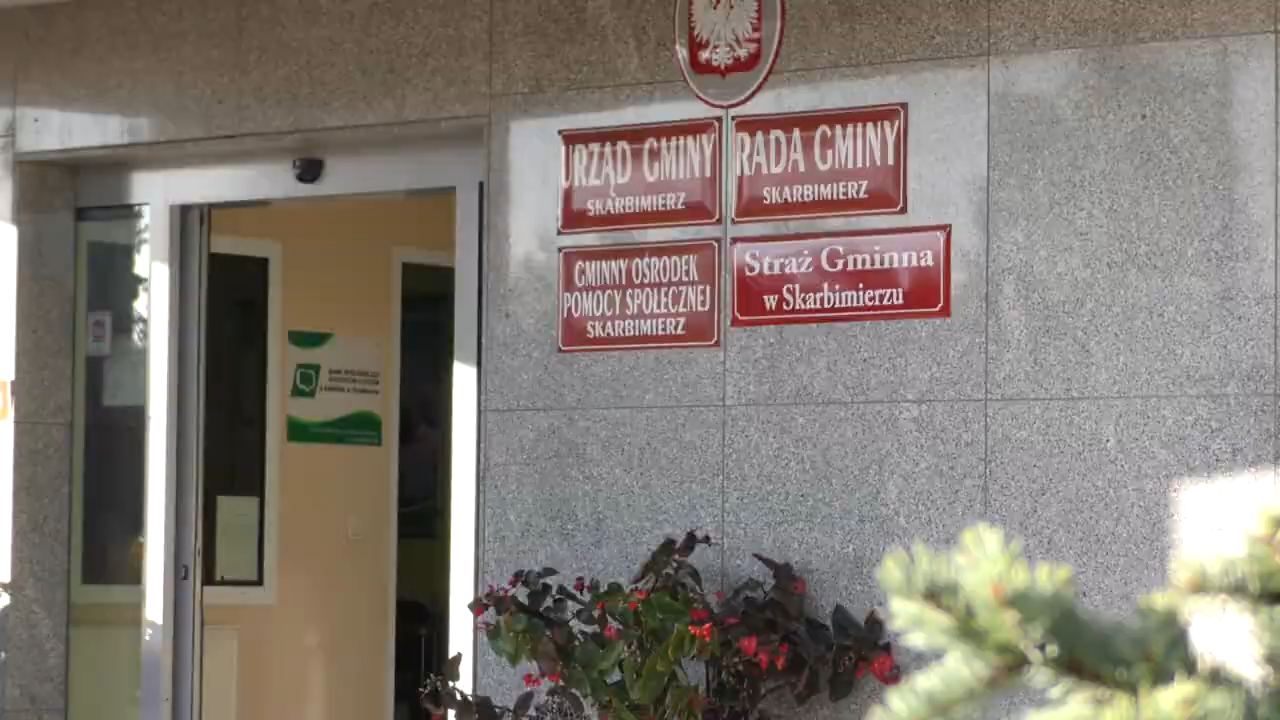 URZĄD GMINY
SKARBIMIERZ
RADA GMINY
SKARBIMIERZ
GMINNY OŚRODEK
POMOCY SPOŁECZNEJ
SKARBIMIERZ
Straż Gminna
w Skarbimierzu